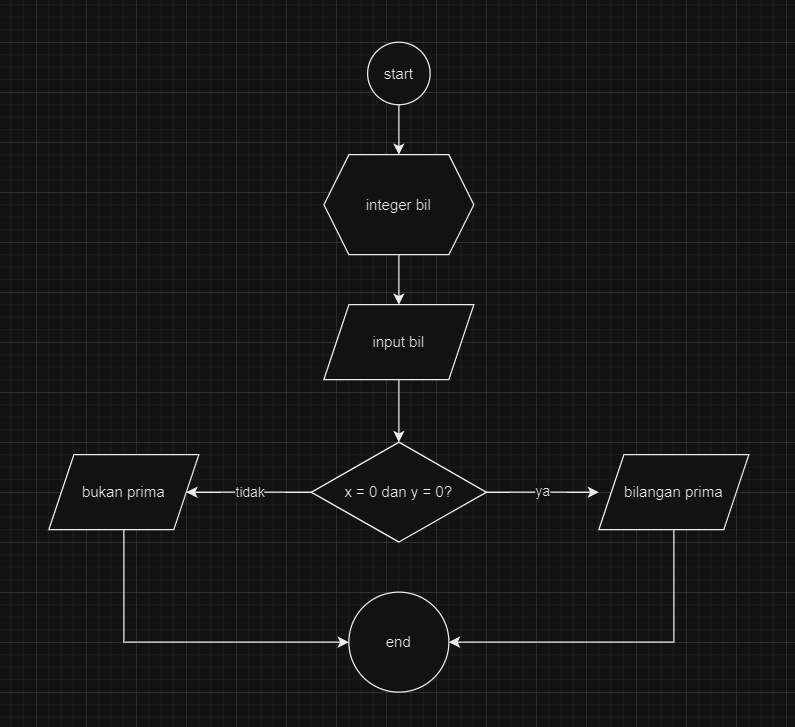 start
integer bil
input bil
bukan prima
tidak
x = 0 dan y = 0?
ya
bilangan prima
end